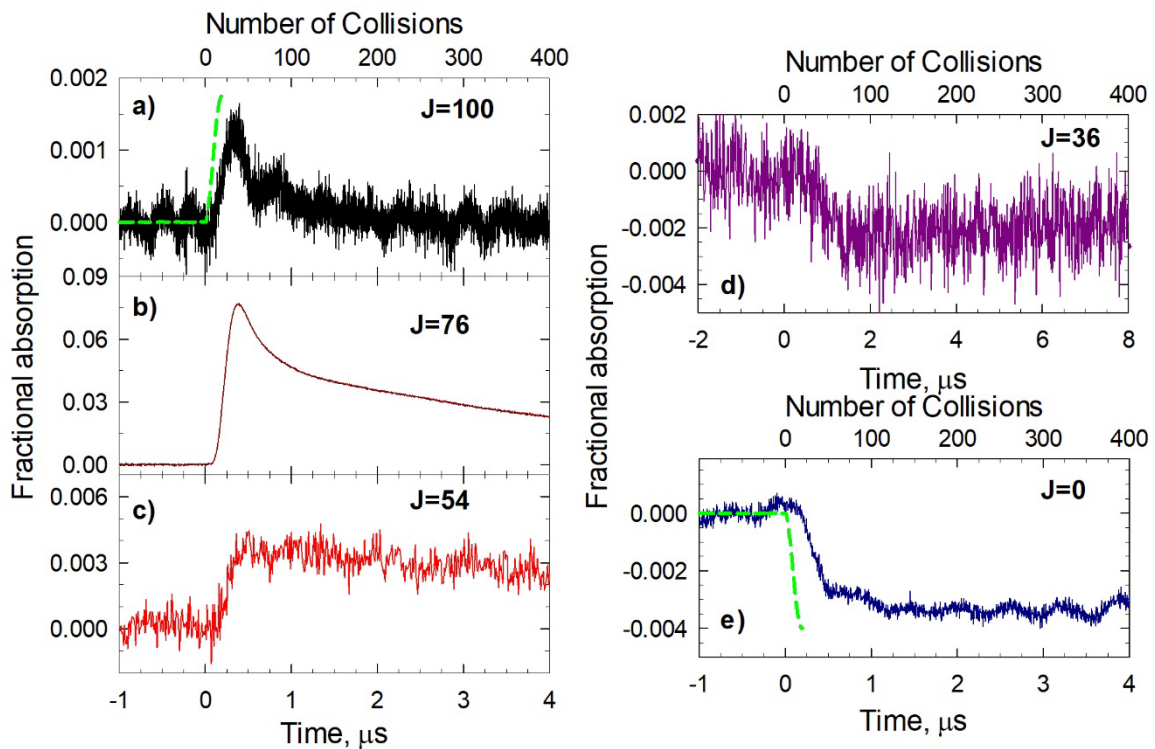 Number of Collisions
0 100 200 300 400
0.002
0.001
0.000
a)
J=100
0.09
0.06
0.03
0.00
b)
J=76
0.006
0.003
0.000
c)
J=54
Fractional absorption
-1 0 1 2 3 4
Time, μs
Number of Collisions
0 100 200 300 400
0.002
0.000
-0.002
-0.004
J=36
d)
-2 0 2 4 6 8
Time, μs
Number of Collisions
0 100 200 300 400
0.000
-0.002
-0.004
J=0
e)
Fractional absorption
-1 0 1 2 3 4
Time, μs